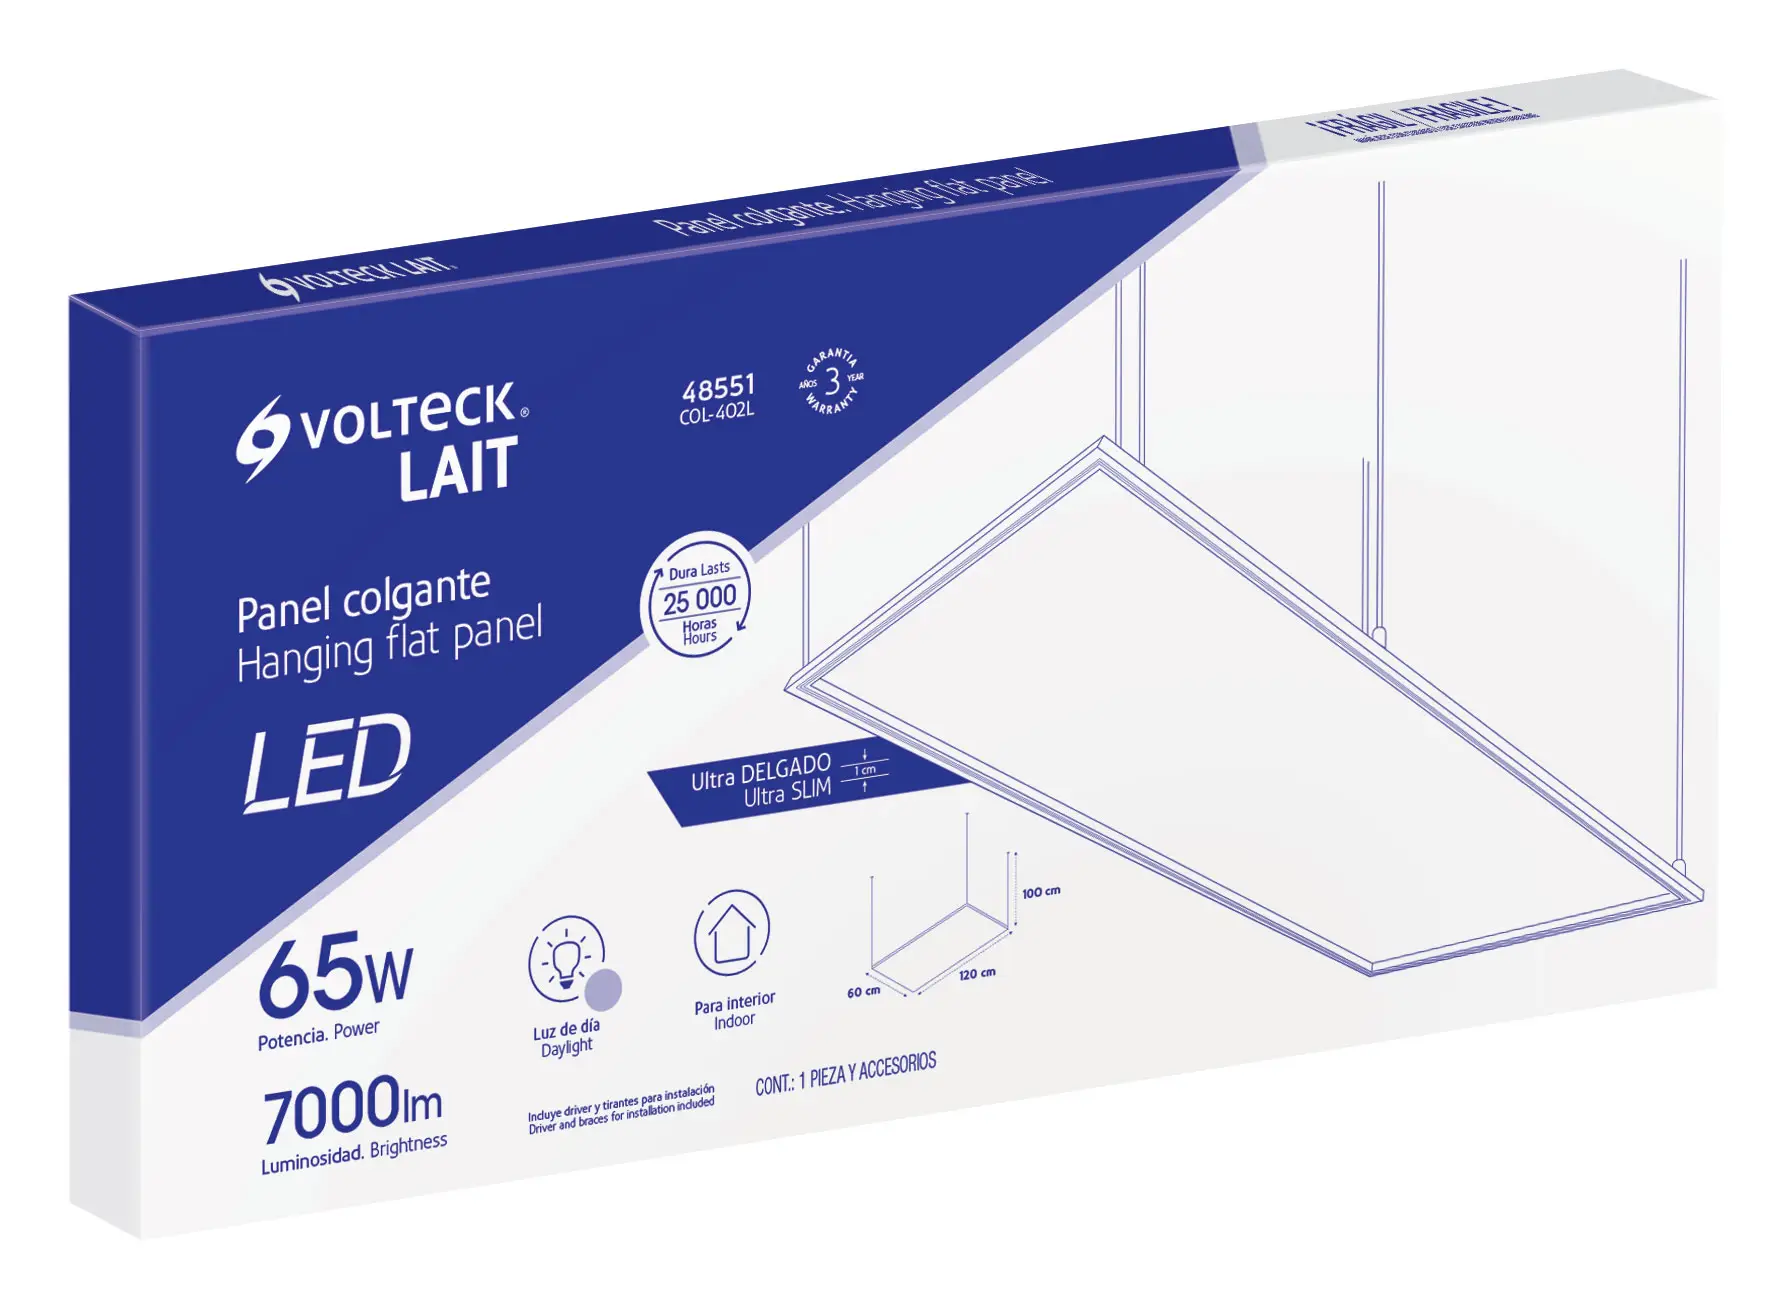 ¡FRÁGIL! FRAGILE!
Panel colgante. Hanging flat panel
VOLTECK LAIT®
VOLTECK®
LAIT
48551
COL-402L
GARANTIA
AÑOS 3 YEAR
WARRANTY
Panel colgante
Hanging flat panel
LED
Dura Lasts
25 000
Horas
Hours
Ultra DELGADO
Ultra SLIM
1 cm
65W
Potencia. Power
7000lm
Luminosidad. Brightness
Luz de día
Daylight
Para interior
Indoor
100 cm
120 cm
60 cm
Incluye driver y tirantes para instalación
Driver and braces for installation included
CONT.: 1 PIEZA Y ACCESORIOS